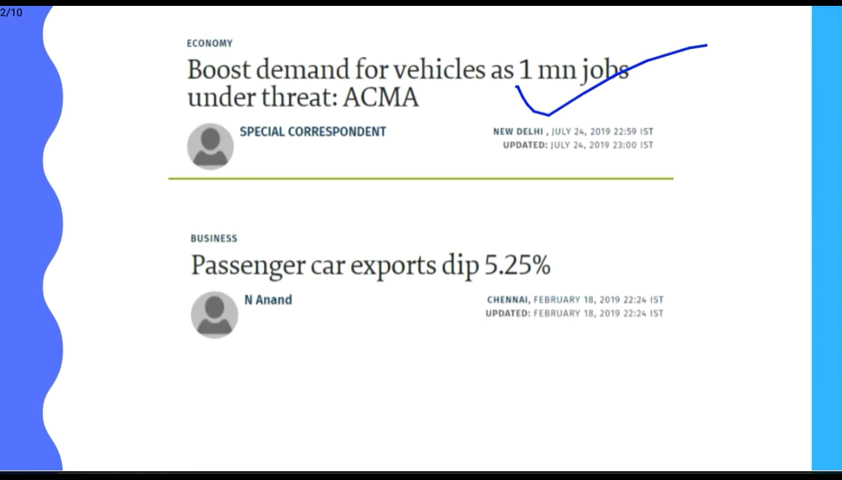 2/10
ECONOMY
Boost demand for vehicles as 1 mn jobs
under threat: ACMA
SPECIAL CORRESPONDENT
NEW DELHI , JULY 24, 2019 22:59 IST
UPDATED: JULY 24, 2019 23:00 IST
BUSINESS
Passenger car exports dip 5.25%
N Anand
CHENNAI, FEBRUARY 18, 2019 22:24 IST
UPDATED: FEBRUARY 18, 2019 22:24 IST